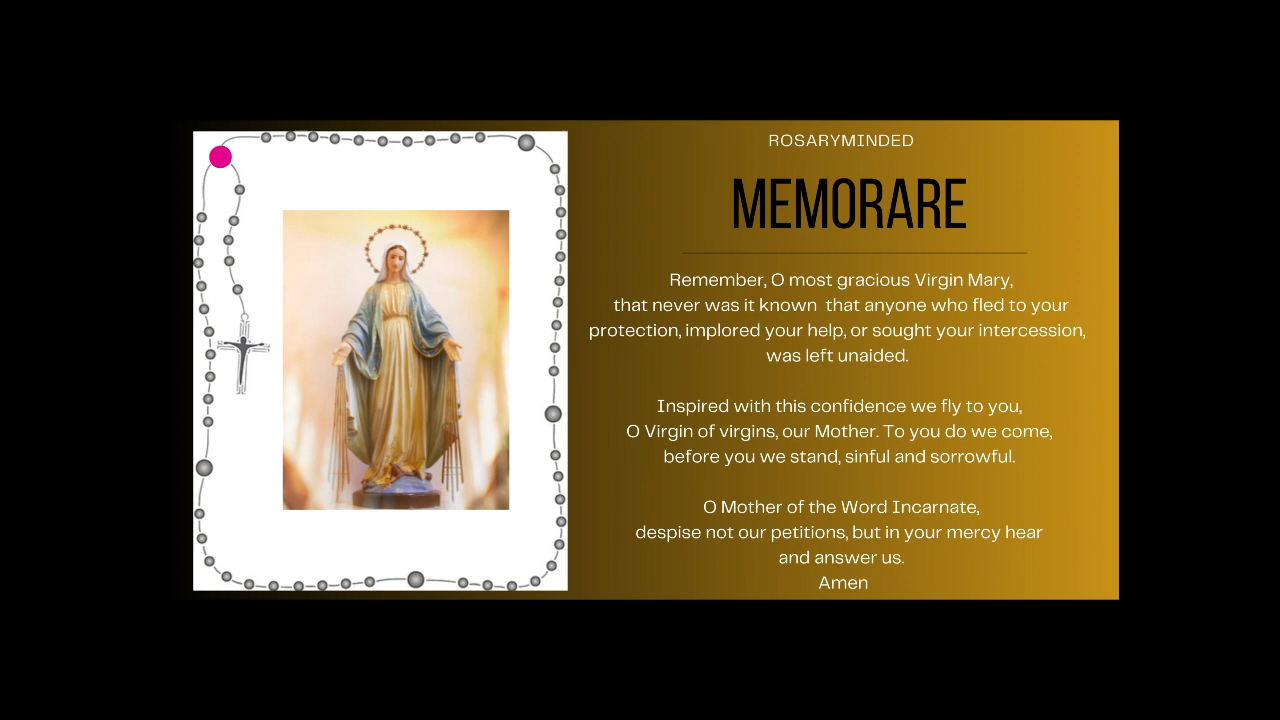 ROSARYMINDED
MEMORARE
Remember, O most gracious Virgin Mary,
that never was it known  that anyone who fled to your
protection, implored your help, or sought your intercession,
was left unaided.
Inspired with this confidence we fly to you,
O Virgin of virgins, our Mother. To you do we come,
before you we stand, sinful and sorrowful.
O Mother of the Word Incarnate,
despise not our petitions, but in your mercy hear
and answer us.
Amen